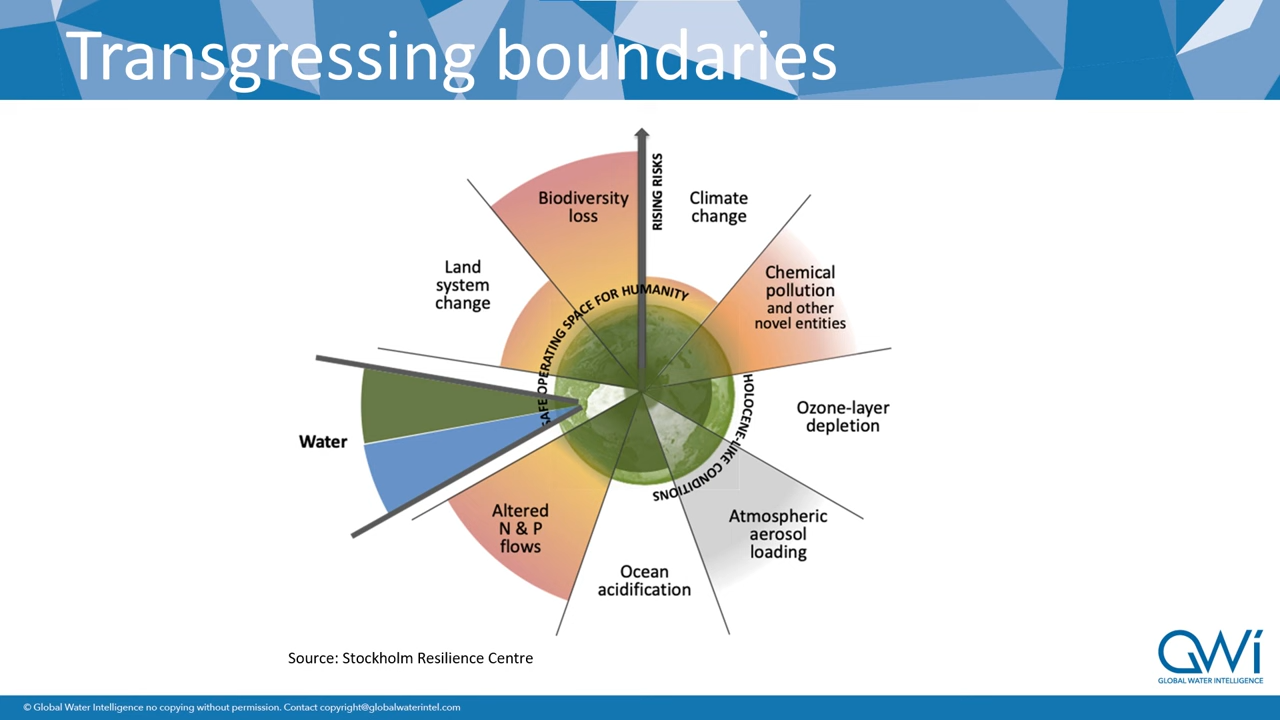 Transgressing boundaries
Biodiversity
loss
RISING RISKS
Climate
change
Land
system
change
Chemical
pollution
and other
novel entities
SAFE OPERATING SPACE FOR HUMANITY
HOLOCENE-LIKE CONDITIONS
Ozone-layer
depletion
Water
Altered
N & P
flows
Atmospheric
aerosol
loading
Ocean
acidification
Source: Stockholm Resilience Centre
GWi
GLOBAL WATER INTELLIGENCE
© Global Water Intelligence no copying without permission. Contact copyright@globalwaterintel.com